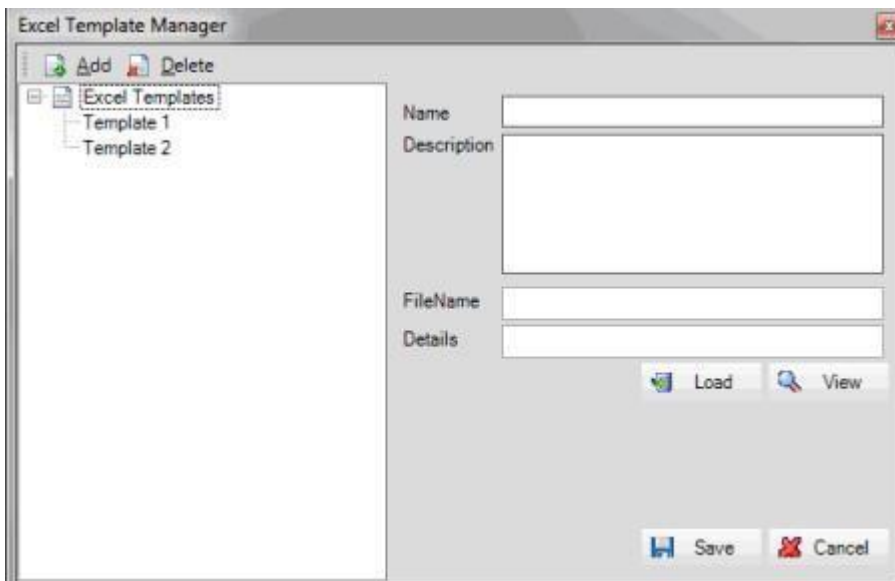 Excel Template Manager
Add Delete
Excel Templates
Template 1
Template 2
Name
Description
FileName
Details
Load View
Save Cancel